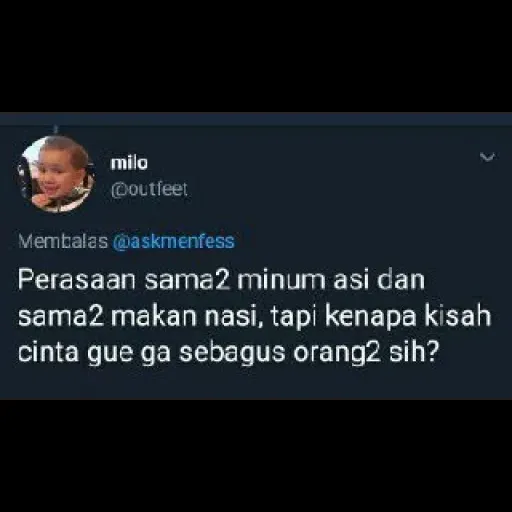 milo
@outfeet
Membalas @askmenfess
Perasaan sama2 minum asi dan
sama2 makan nasi, tapi kenapa kisah
cinta gue ga sebagus orang2 sih?